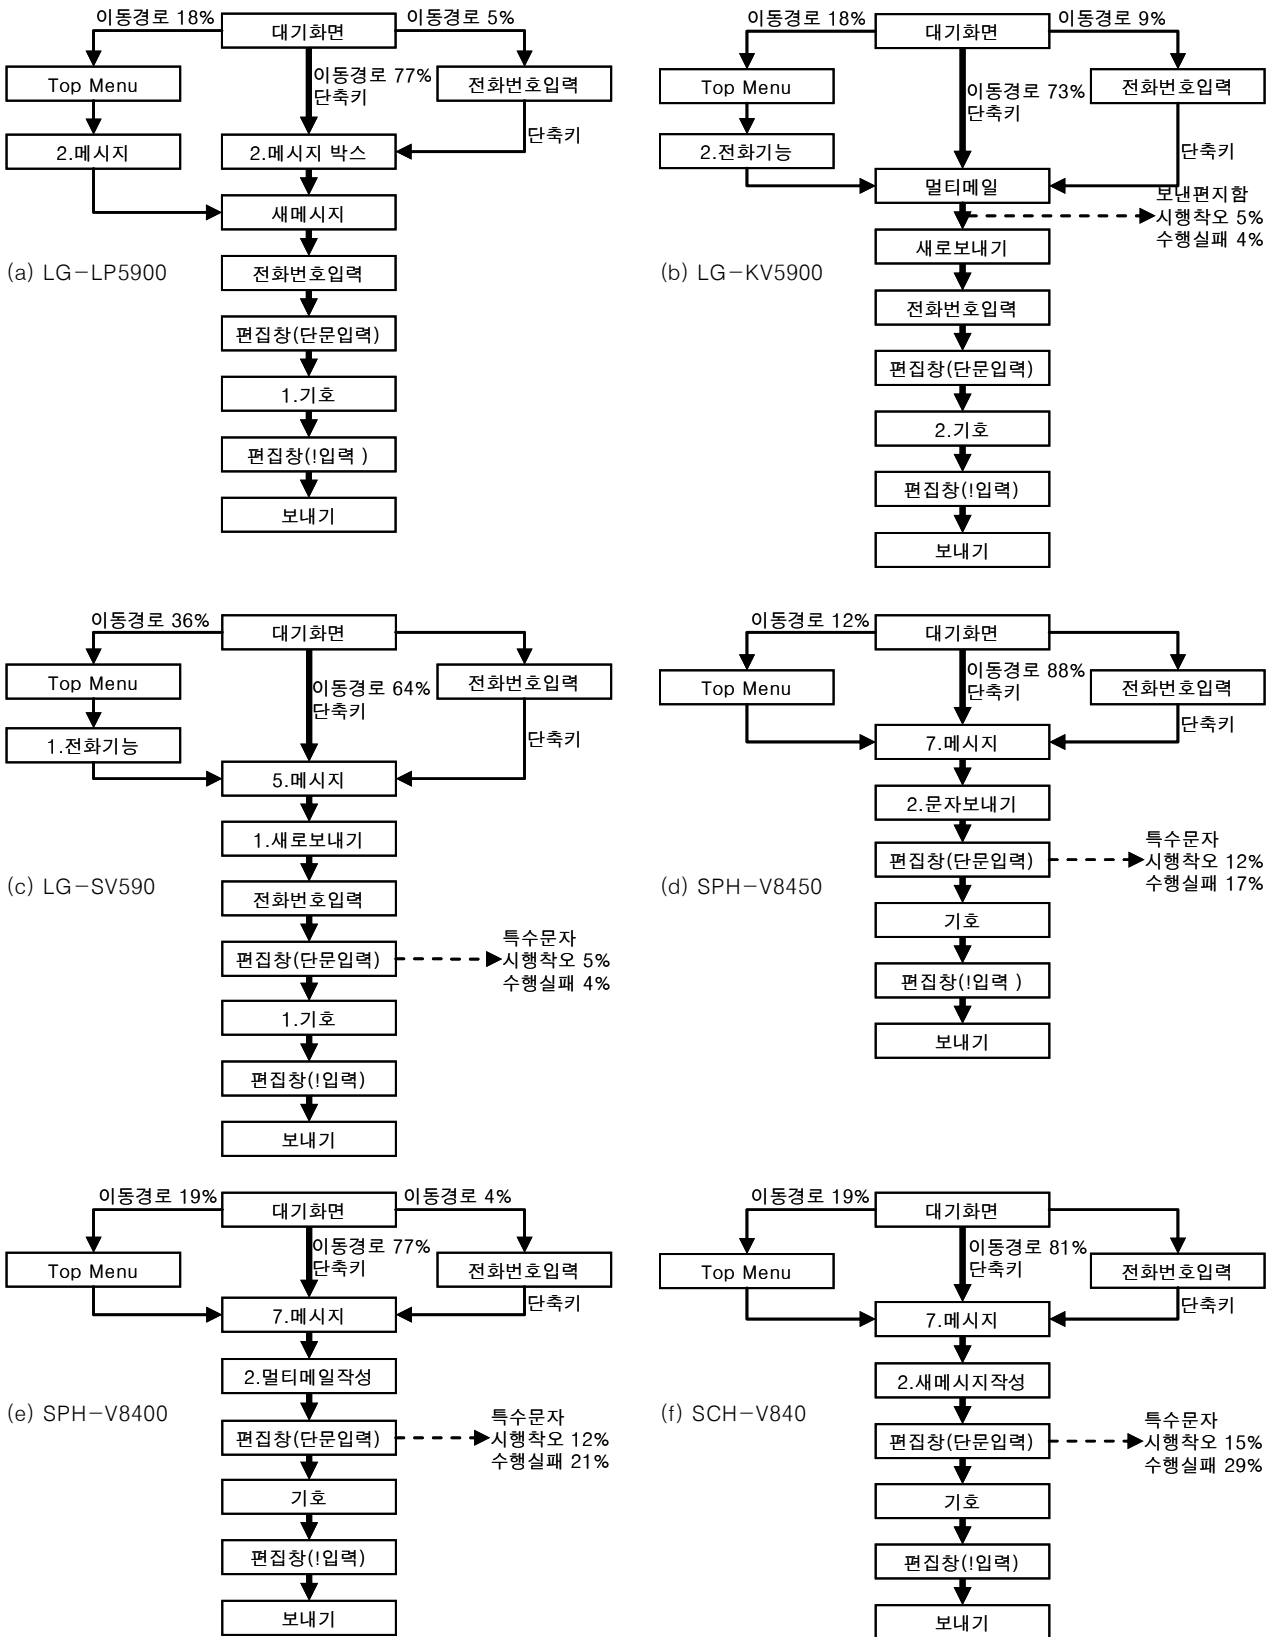 이동경로 18%
대기화면
이동경로 5%
Top Menu
이동경로 77%
단축키
전화번호입력
2.메시지
2.메시지 박스
단축키
새메시지
전화번호입력
(a) LG-LP5900
편집창(단문입력)
1.기호
편집창(!입력 )
보내기
이동경로 18%
대기화면
이동경로 9%
Top Menu
이동경로 73%
단축키
전화번호입력
2.전화기능
단축키
멀티메일
보낸편지함
시행착오 5%
수행실패 4%
새로보내기
(b) LG-KV5900
전화번호입력
편집창(단문입력)
2.기호
편집창(!입력)
보내기
이동경로 36%
대기화면
Top Menu
이동경로 64%
단축키
전화번호입력
1.전화기능
단축키
5.메시지
1.새로보내기
(c) LG-SV590
전화번호입력
편집창(단문입력)
특수문자
시행착오 5%
수행실패 4%
1.기호
편집창(!입력)
보내기
이동경로 12%
대기화면
Top Menu
이동경로 88%
단축키
전화번호입력
단축키
7.메시지
2.문자보내기
편집창(단문입력)
특수문자
시행착오 12%
수행실패 17%
(d) SPH-V8450
기호
편집창(!입력 )
보내기
이동경로 19%
대기화면
이동경로 4%
Top Menu
이동경로 77%
단축키
전화번호입력
단축키
7.메시지
2.멀티메일작성
(e) SPH-V8400
편집창(단문입력)
특수문자
시행착오 12%
수행실패 21%
기호
편집창(!입력)
보내기
이동경로 19%
대기화면
Top Menu
이동경로 81%
단축키
전화번호입력
단축키
7.메시지
2.새메시지작성
(f) SCH-V840
편집창(단문입력)
특수문자
시행착오 15%
수행실패 29%
기호
편집창(!입력)
보내기